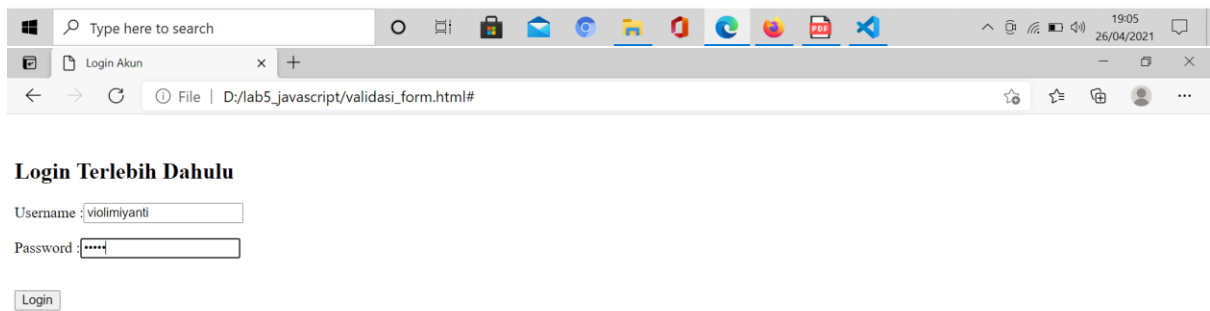 Type here to search
PDF
19:05
26/04/2021
Login Akun
File | D:/lab5_javascript/validasi_form.html#
Login Terlebih Dahulu
Username : violimiyanti
Password : •••••
Login